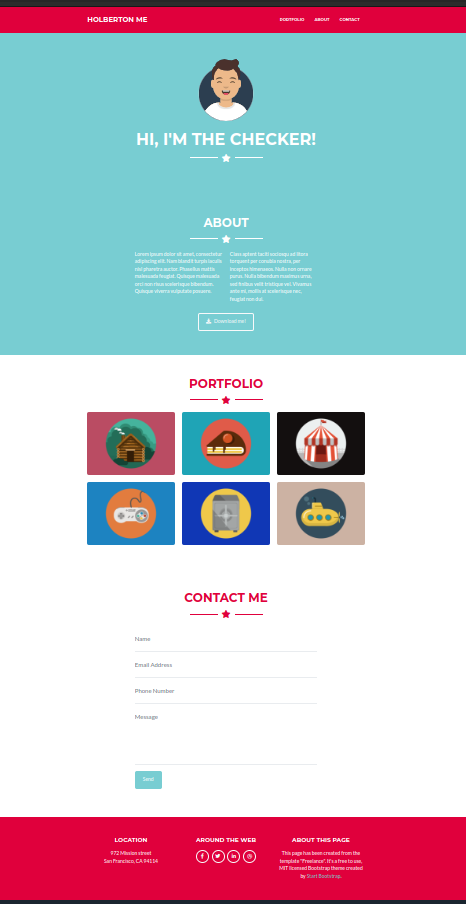 HOLBERTON ME
PORTFOLIO ABOUT CONTACT
HI, I'M THE CHECKER!
ABOUT
Lorem ipsum dolor sit amet, consectetur
adipiscing elit. Nam blandit turpis iaculis
nisi pharetra auctor. Phasellus mattis
malesuada feugiat. Quisque malesuada
orci non risus scelerisque bibendum.
Quisque viverra vulputate posuere.
Class aptent taciti sociosqu ad litora
torquent per conubia nostra, per
inceptos himenaeos. Nulla non ornare
purus. Nulla bibendum maximus urna,
sed finibus velit tristique vel. Vivamus
enim mi, mattis at scelerisque nec,
feugiat non dui.
Download me!
PORTFOLIO
CONTACT ME
Name
Email Address
Phone Number
Message
Send
LOCATION
972 Mission street
San Francisco, CA 94114
AROUND THE WEB
ABOUT THIS PAGE
This page has been created from the
template "Freelance". It's a free to use,
MIT licensed Bootstrap theme created
by Start Bootstrap.